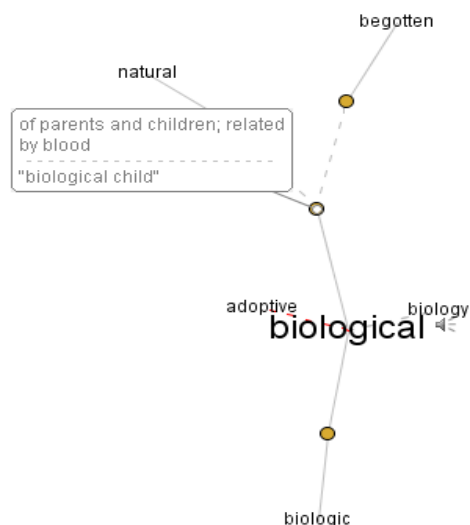 begotten
natural
of parents and children; related
by blood
"biological child"
adoptive
biology
biological
biologic